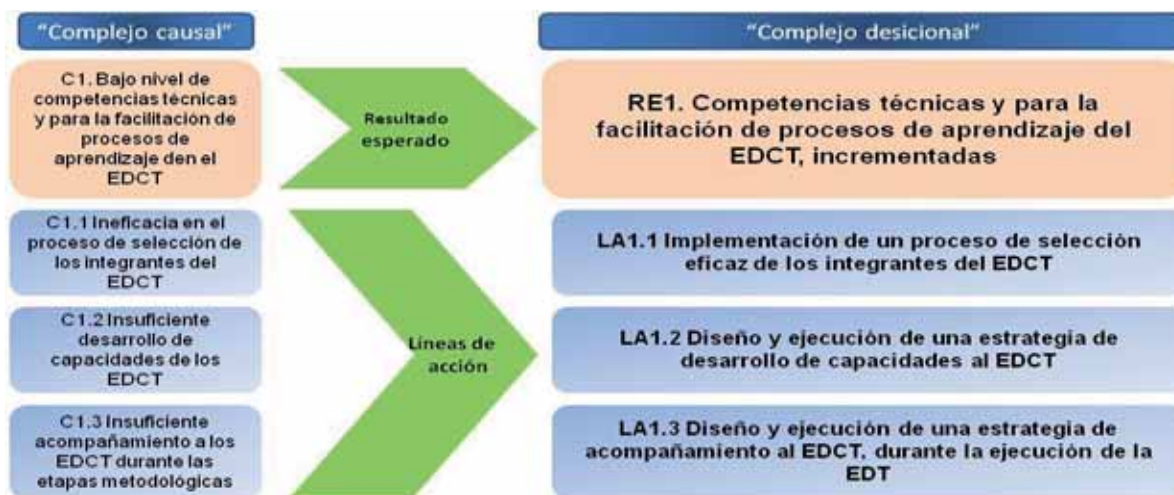 "Complejo causal"
"Complejo desicional"
C1. Bajo nivel de
competencias técnicas
y para la facilitación de
procesos de
aprendizaje den el
EDCT
Resultado
esperado
RE1. Competencias técnicas y para la
facilitación de procesos de aprendizaje del
EDCT, incrementadas
C1.1 Ineficacia en el
proceso de selección de
los integrantes del
EDCT
C1.2 Insuficiente
desarrollo de
capacidades de los
EDCT
C1.3 Insuficiente
acompañamiento a los
EDCT durante las
etapas metodológicas
Líneas de
acción
LA1.1 Implementación de un proceso de selección
eficaz de los integrantes del EDCT
LA1.2 Diseño y ejecución de una estrategia de
desarrollo de capacidades al EDCT
LA1.3 Diseño y ejecución de una estrategia de
acompañamiento al EDCT, durante la ejecución de la
EDT